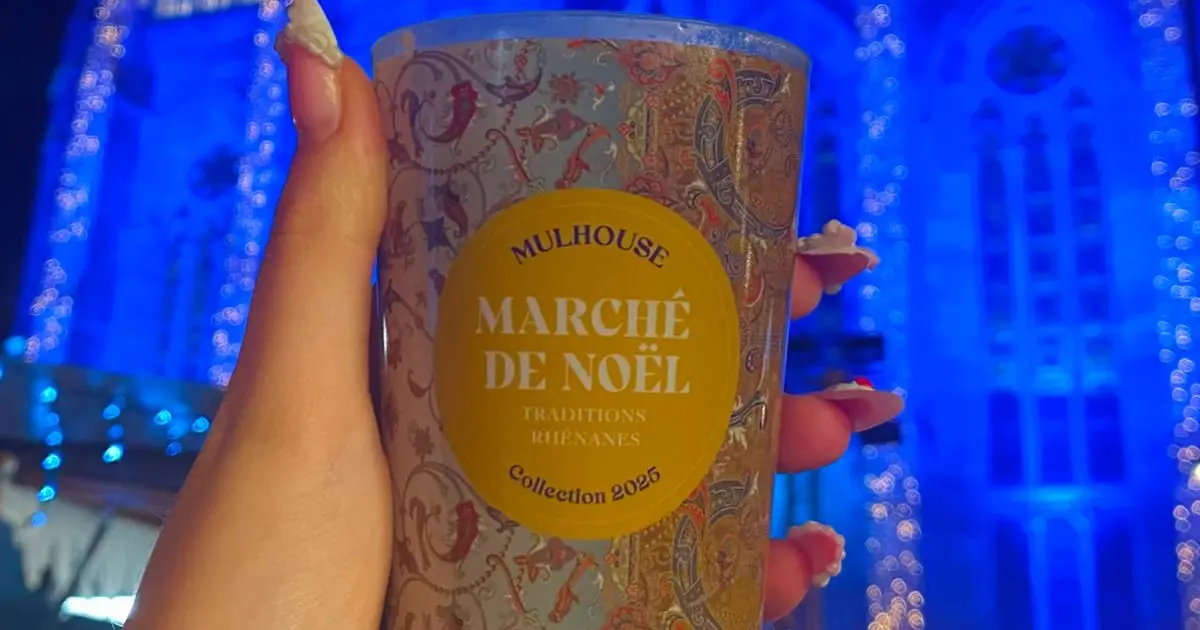 MULHOUSE
MARCHÉ
DE NOËL
TRADITIONS
RHÉNANES
Collection 2025